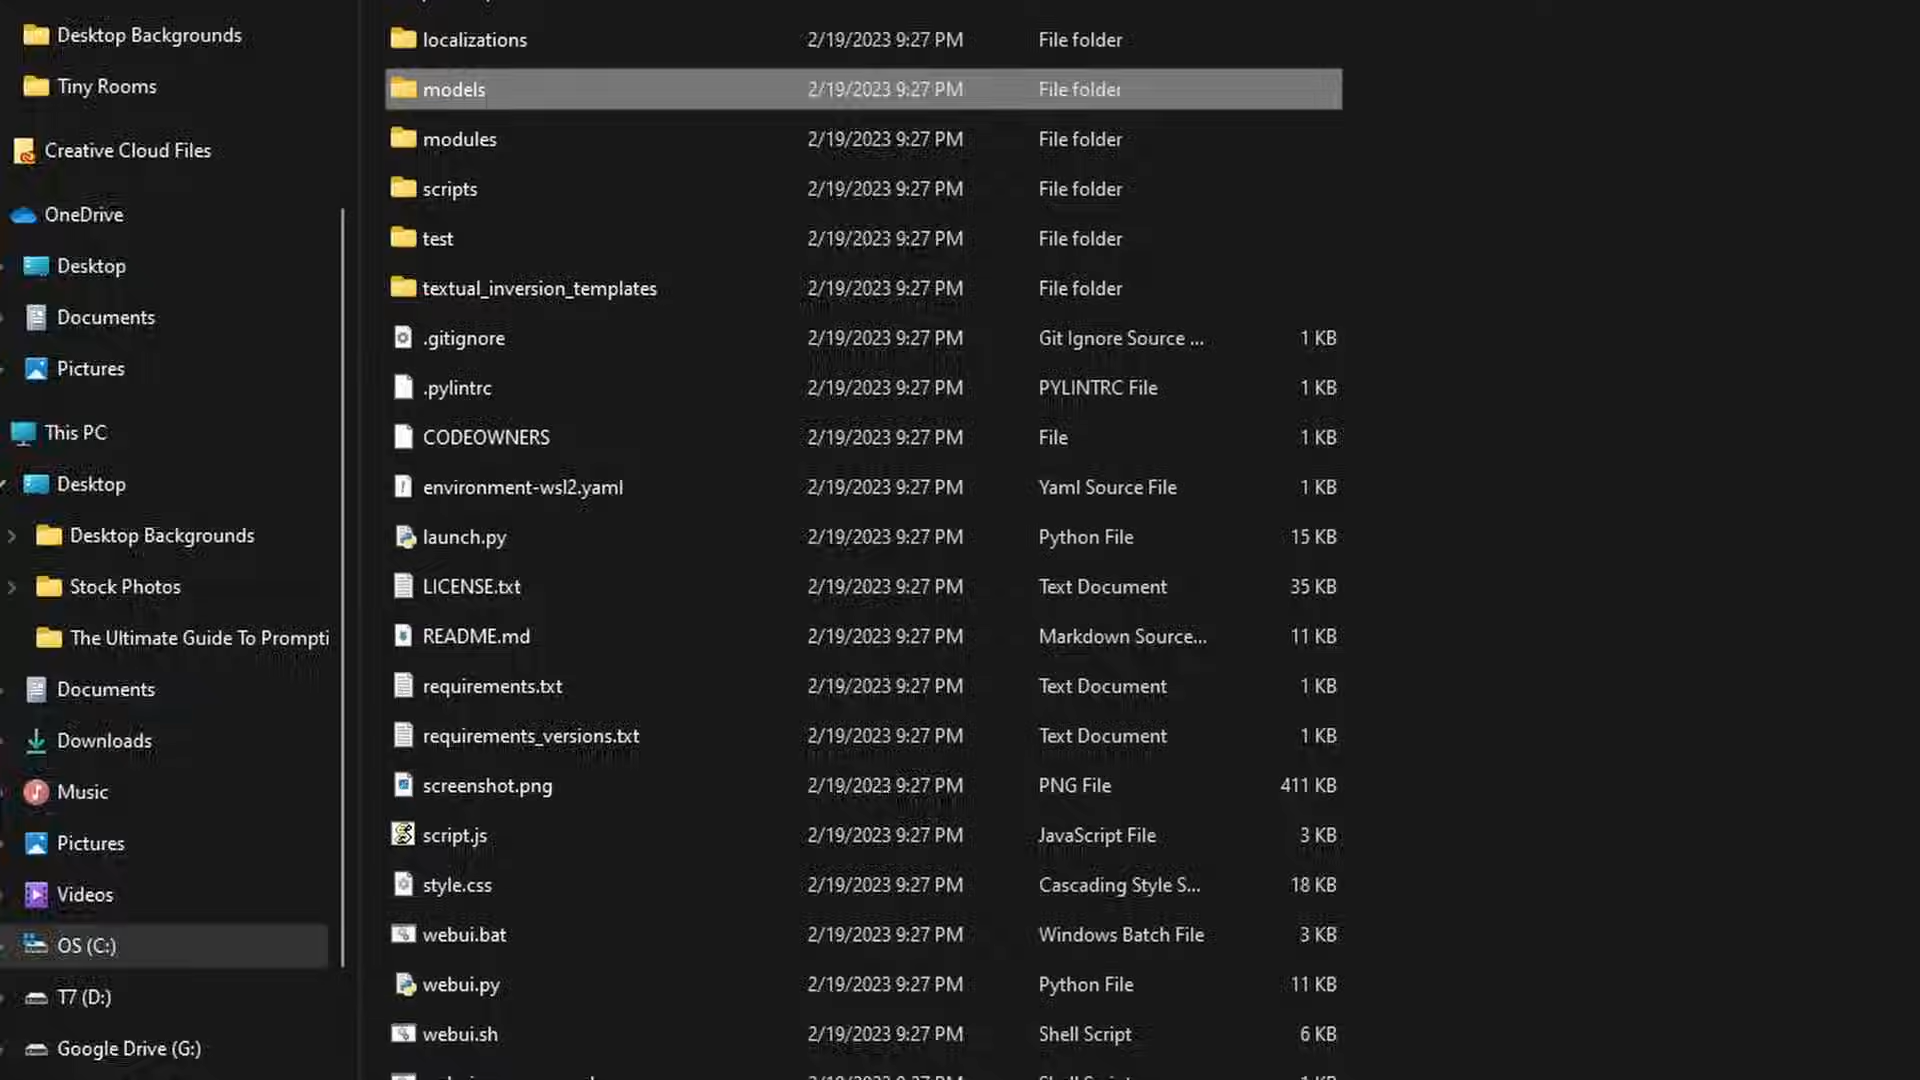 Desktop Backgrounds
Tiny Rooms
Creative Cloud Files
OneDrive
Desktop
Documents
Pictures
This PC
Desktop
Desktop Backgrounds
Stock Photos
The Ultimate Guide To Prompti
Documents
Downloads
Music
Pictures
Videos
OS (C:)
T7 (D:)
Google Drive (G:)
localizations 2/19/2023 9:27 PM File folder
models 2/19/2023 9:27 PM File folder
modules 2/19/2023 9:27 PM File folder
scripts 2/19/2023 9:27 PM File folder
test 2/19/2023 9:27 PM File folder
textual_inversion_templates 2/19/2023 9:27 PM File folder
.gitignore 2/19/2023 9:27 PM Git Ignore Source ... 1 KB
.pylintrc 2/19/2023 9:27 PM PYLINTRC File 1 KB
CODEOWNERS 2/19/2023 9:27 PM File 1 KB
environment-wsl2.yaml 2/19/2023 9:27 PM Yaml Source File 1 KB
launch.py 2/19/2023 9:27 PM Python File 15 KB
LICENSE.txt 2/19/2023 9:27 PM Text Document 35 KB
README.md 2/19/2023 9:27 PM Markdown Source... 11 KB
requirements.txt 2/19/2023 9:27 PM Text Document 1 KB
requirements_versions.txt 2/19/2023 9:27 PM Text Document 1 KB
screenshot.png 2/19/2023 9:27 PM PNG File 411 KB
script.js 2/19/2023 9:27 PM JavaScript File 3 KB
style.css 2/19/2023 9:27 PM Cascading Style S... 18 KB
webui.bat 2/19/2023 9:27 PM Windows Batch File 3 KB
webui.py 2/19/2023 9:27 PM Python File 11 KB
webui.sh 2/19/2023 9:27 PM Shell Script 6 KB